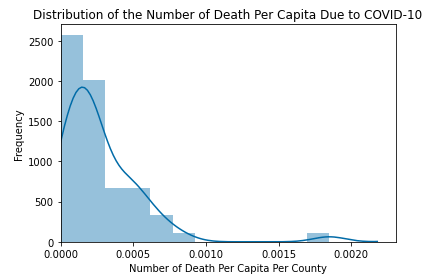 Distribution of the Number of Death Per Capita Due to COVID-10
2500
2000
1500
1000
500
0
Frequency
0.0000 0.0005 0.0010 0.0015 0.0020
Number of Death Per Capita Per County